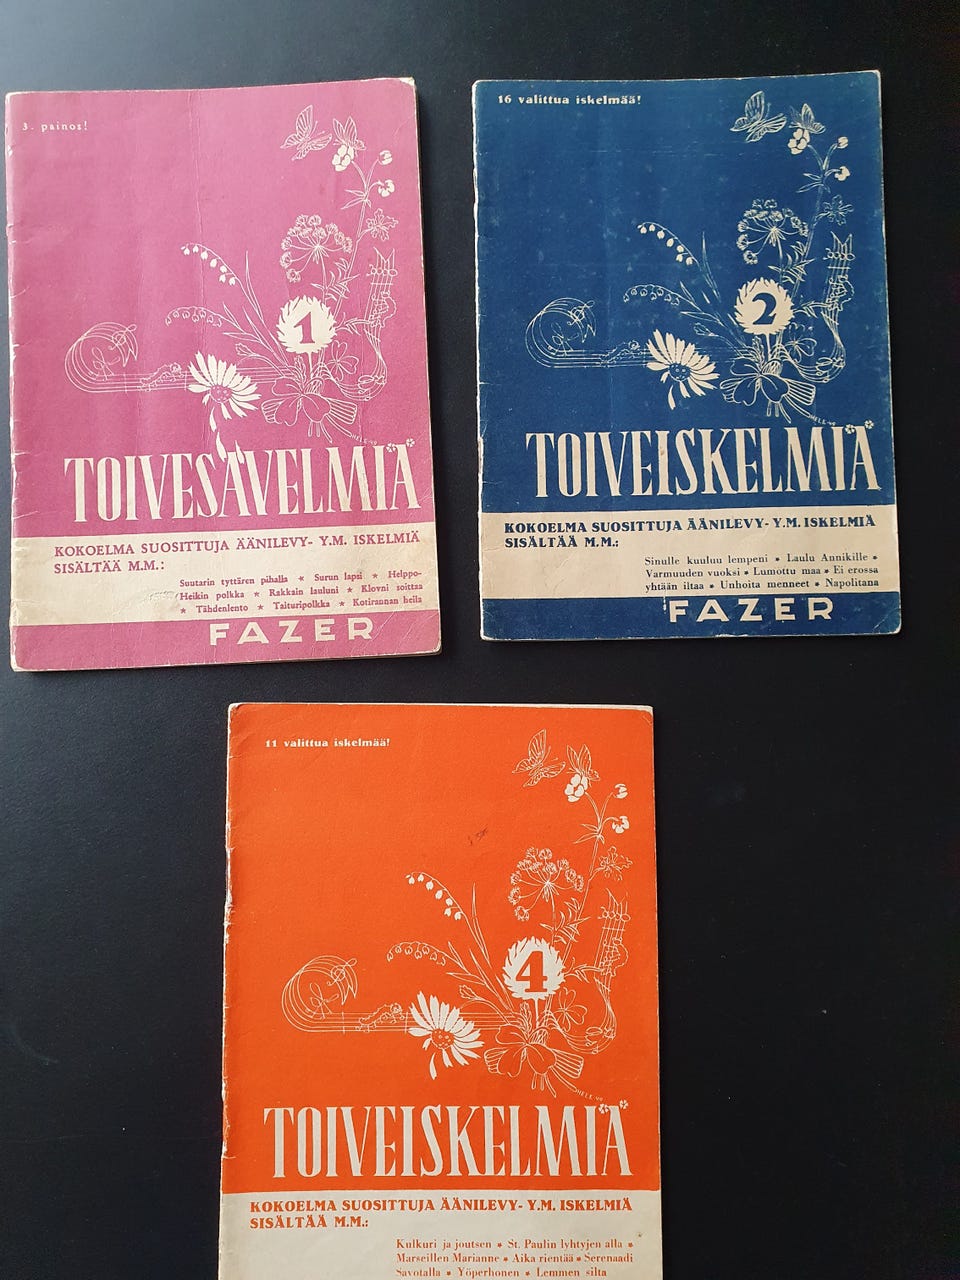 3. painos!
1
TOIVESÄVELMIÄ
KOKOELMA SUOSITTUJA ÄÄNILEVY- Y.M. ISKELMIÄ
SISÄLTÄÄ M.M.:
Suutarin tyttären pihalla * Surun lapsi * Helppo-
Heikin polkka * Rakkain lauluni * Klovni soittaa
* Tähdenlento * Taituripolkka * Kotirannan heila
FAZER
16 valittua iskelmää!
2
HELE-49
TOIVEISKELMIÄ
KOKOELMA SUOSITTUJA ÄÄNILEVY- Y.M. ISKELMIÄ
SISÄLTÄÄ M.M.:
Sinulle kuuluu lempeni * Laulu Annikille *
Varmuuden vuoksi * Lumottu maa * Ei erossa
yhtään iltaa * Unhoita menneet * Napolitana
FAZER
11 valittua iskelmää!
4
HELE-49
TOIVEISKELMIÄ
KOKOELMA SUOSITTUJA ÄÄNILEVY- Y.M. ISKELMIÄ
SISÄLTÄÄ M.M.:
Kulkuri ja joutsen * St. Paulin lyhtyjen alla *
Marseillen Marianne * Aika rientää * Serenaadi
Savotalla * Yöperhonen * Lemmen silta